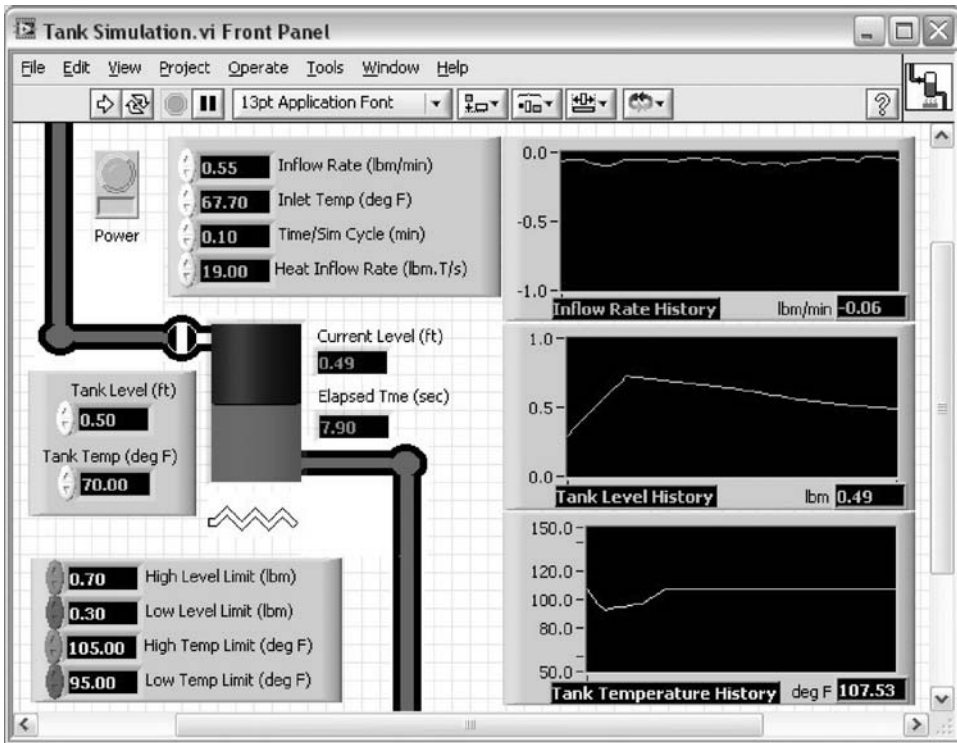 Tank Simulation.vi Front Panel
File Edit View Project Operate Tools Window Help
13pt Application Font
?
Power
0.55 Inflow Rate (lbm/min)
67.70 Inlet Temp (deg F)
0.10 Time/Sim Cycle (min)
19.00 Heat Inflow Rate (lbm.T/s)
0.0
-0.5
-1.0
Inflow Rate History lbm/min -0.06
Current Level (ft)
0.49
Elapsed Tme (sec)
7.90
Tank Level (ft)
0.50
Tank Temp (deg F)
70.00
1.0
0.5
0.0
Tank Level History lbm 0.49
0.70 High Level Limit (lbm)
0.30 Low Level Limit (lbm)
105.00 High Temp Limit (deg F)
95.00 Low Temp Limit (deg F)
150.0
120.0
100.0
80.0
50.0
Tank Temperature History deg F 107.53